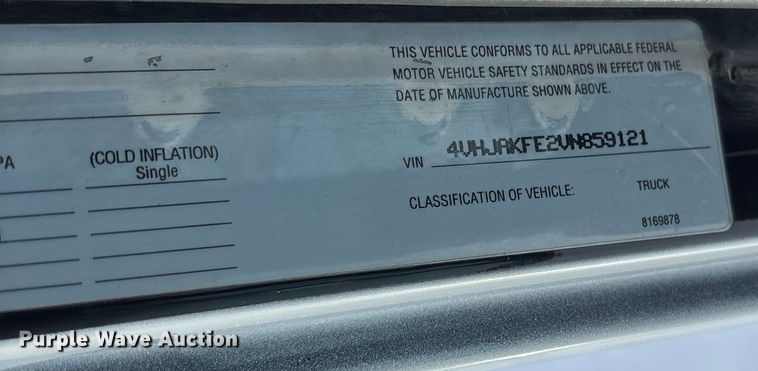 THIS VEHICLE CONFORMS TO ALL APPLICABLE FEDERAL
MOTOR VEHICLE SAFETY STANDARDS IN EFFECT ON THE
DATE OF MANUFACTURE SHOWN ABOVE.
PA
(COLD INFLATION)
Single
VIN 4VHJAKFE2VN859121
CLASSIFICATION OF VEHICLE: TRUCK
8169878
Purple Wave Auction